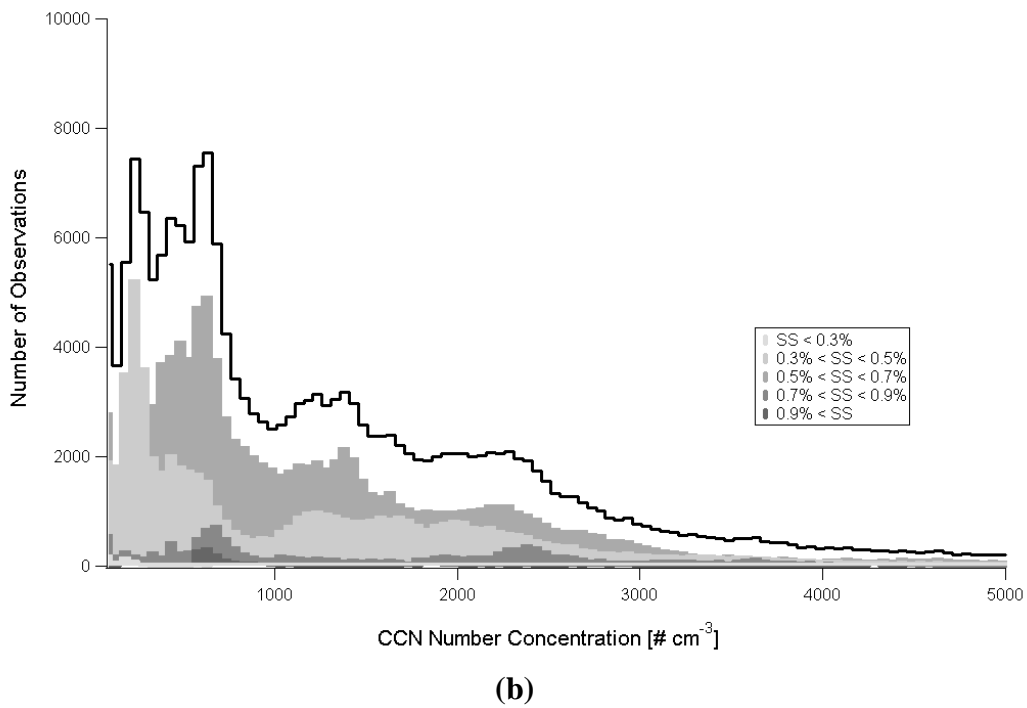 10000
8000
6000
4000
2000
0
Number of Observations
SS < 0.3%
0.3% < SS < 0.5%
0.5% < SS < 0.7%
0.7% < SS < 0.9%
0.9% < SS
1000 2000 3000 4000 5000
CCN Number Concentration [# cm⁻³]
(b)